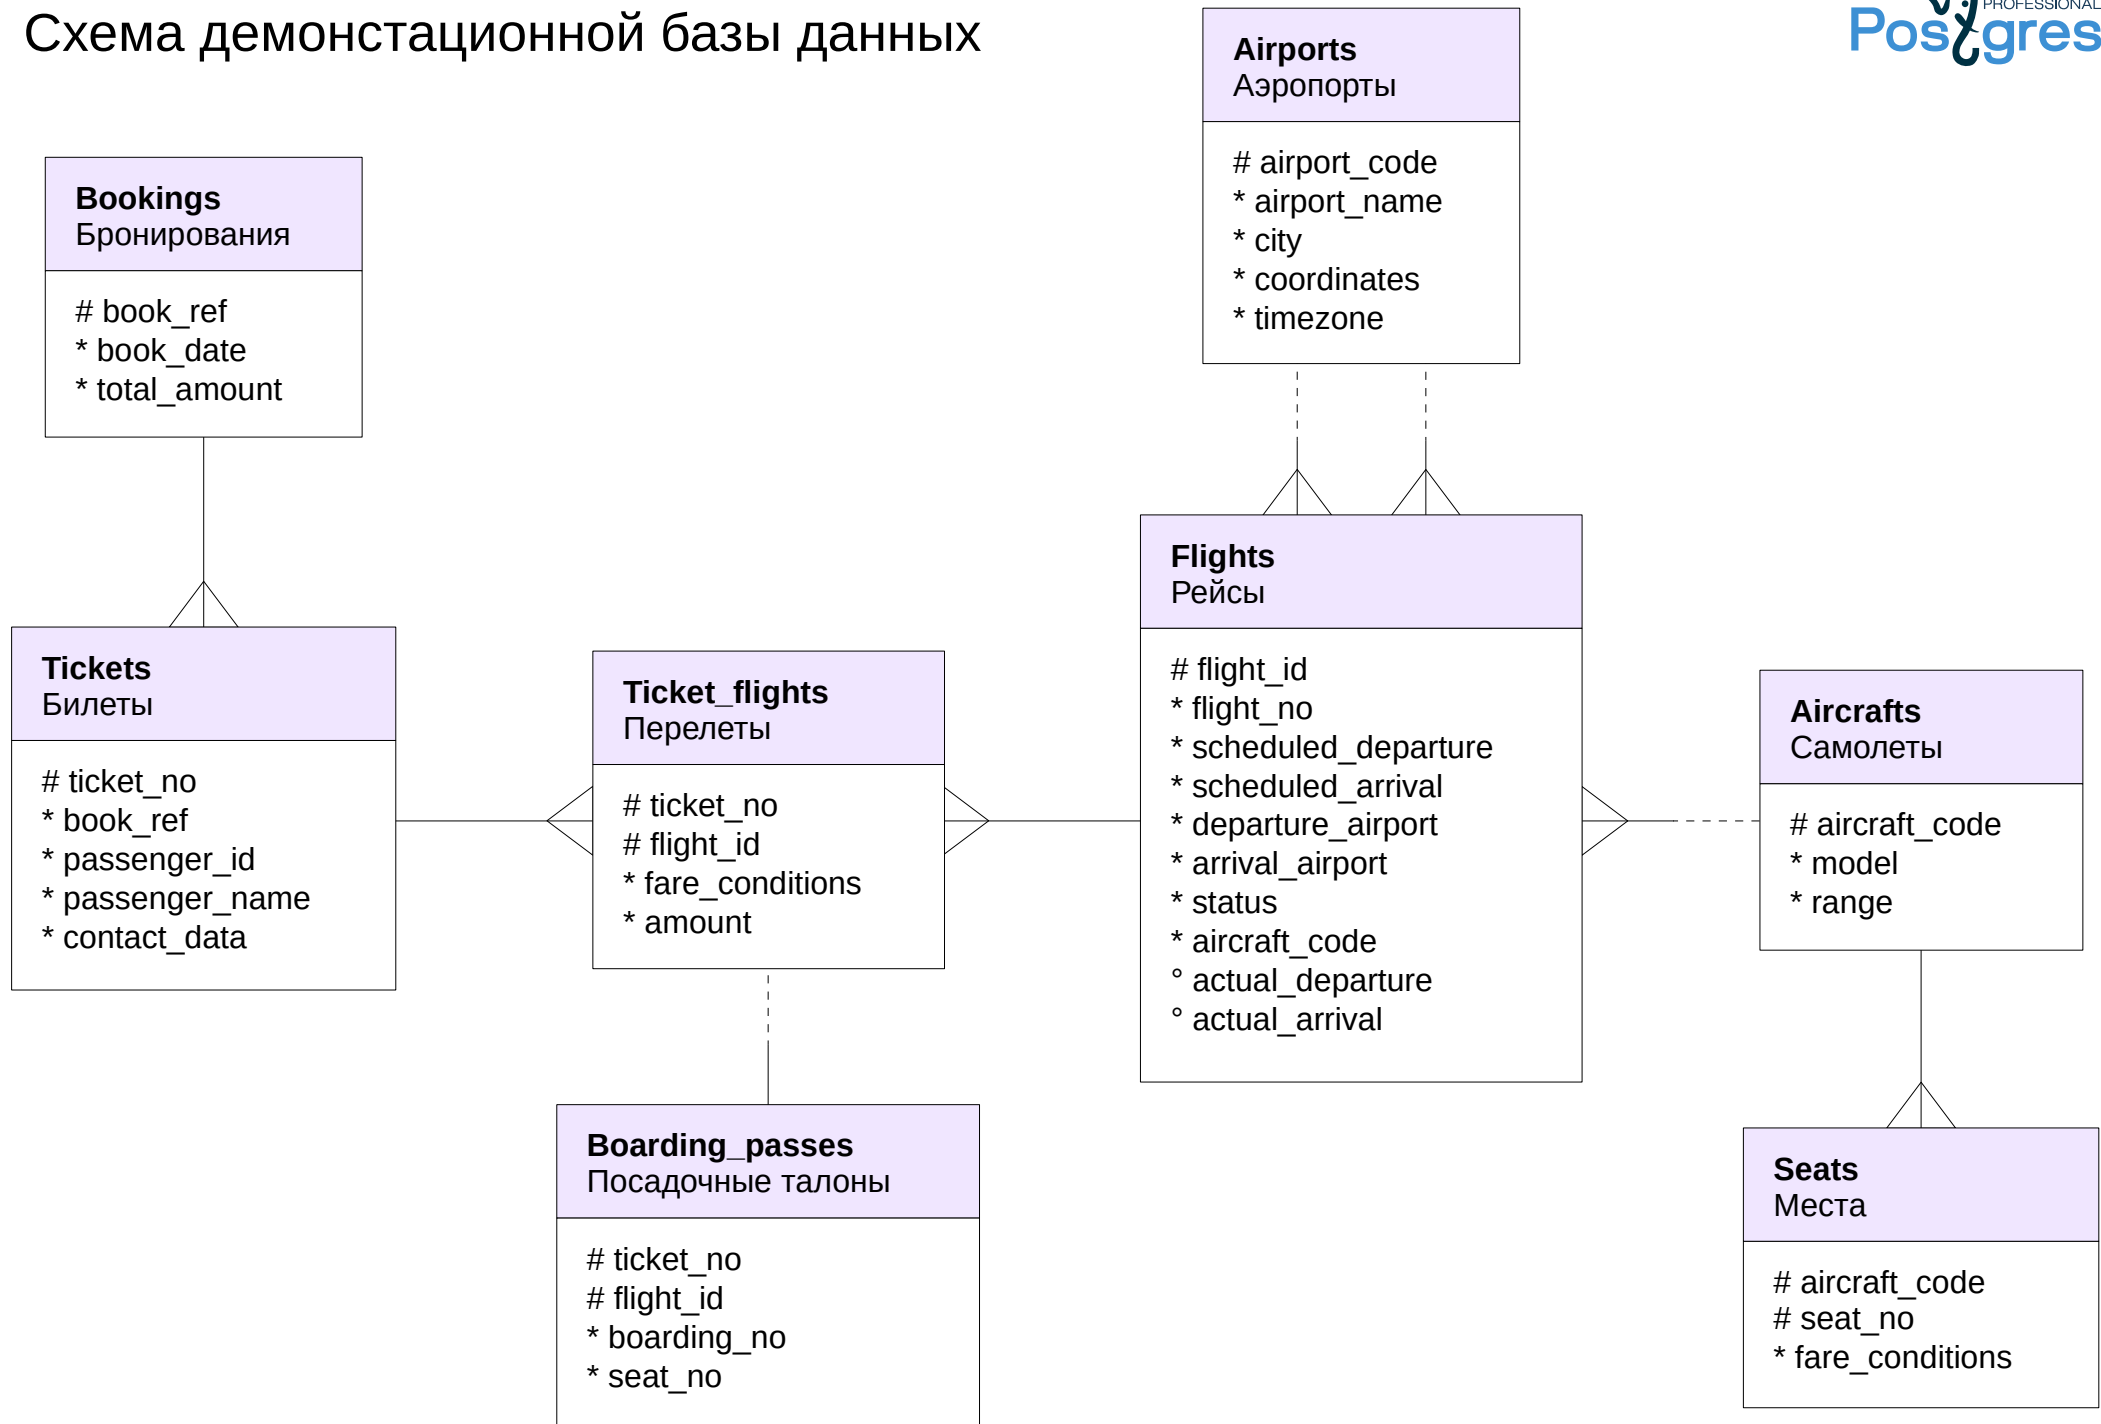 Схема демонстационной базы данных
PROFESSIONAL
Postgres
Airports
Аэропорты
# airport_code
* airport_name
* city
* coordinates
* timezone
Bookings
Бронирования
# book_ref
* book_date
* total_amount
Flights
Рейсы
# flight_id
* flight_no
* scheduled_departure
* scheduled_arrival
* departure_airport
* arrival_airport
* status
* aircraft_code
° actual_departure
° actual_arrival
Tickets
Билеты
# ticket_no
* book_ref
* passenger_id
* passenger_name
* contact_data
Ticket_flights
Перелеты
# ticket_no
# flight_id
* fare_conditions
* amount
Aircrafts
Самолеты
# aircraft_code
* model
* range
Boarding_passes
Посадочные талоны
# ticket_no
# flight_id
* boarding_no
* seat_no
Seats
Места
# aircraft_code
# seat_no
* fare_conditions